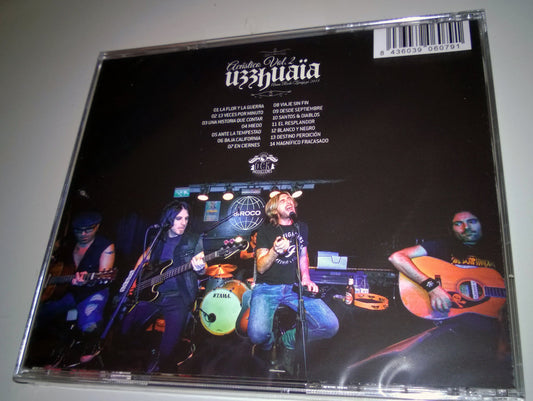 8 436039 060791
Acústico Vol. 2
uzzhuaïa
01 LA FLOR Y LA GUERRA
02 13 VECES POR MINUTO
03 UNA HISTORIA QUE CONTAR
04 MIEDO
05 ANTE LA TEMPESTAD
06 BAJA CALIFORNIA
07 EN CIERNES
08 VIAJE SIN FIN
09 DESDE SEPTIEMBRE
10 SANTOS & DIABLOS
11 EL RESPLANDOR
12 BLANCO Y NEGRO
13 DESTINO PERDICIÓN
14 MAGNÍFICO FRACASADO
ROCO
TAMA